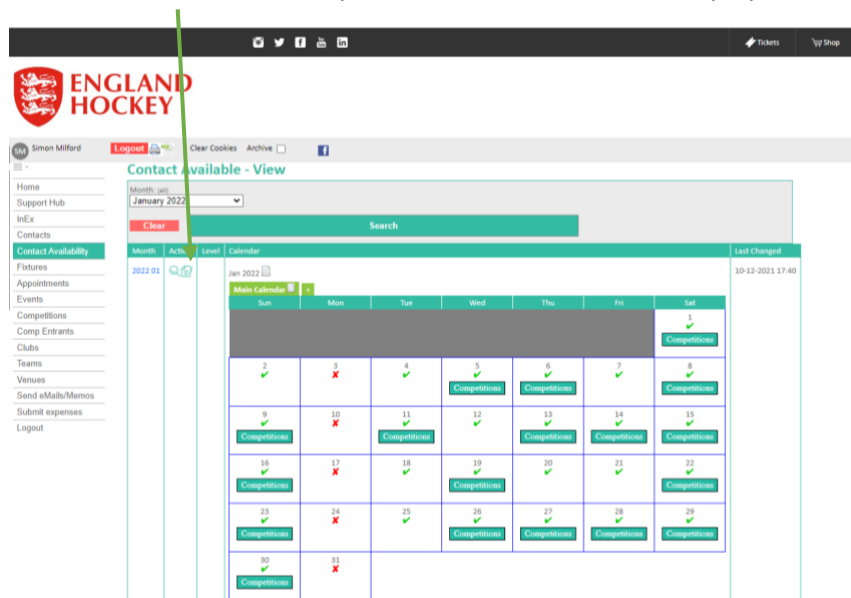 Tickets
Shop
ENGLAND
HOCKEY
SM Simon Milford Logout Clear Cookies Archive
Contact Available - View
Home
Support Hub
InEx
Contacts
Contact Availability
Fixtures
Appointments
Events
Competitions
Comp Entrants
Clubs
Teams
Venues
Send eMails/Memos
Submit expenses
Logout
Month:
January 2022
Clear Search
Month Level Calendar Last Changed
2022 01 Jan 2022 10-12-2021 17:40
Main Calendar +
Sun Mon Tue Wed Thu Fri Sat
1
Competitions
2 3 4 5 6 7 8
Competitions Competitions Competitions
9 10 11 12 13 14 15
Competitions Competitions Competitions Competitions Competitions
16 17 18 19 20 21 22
Competitions Competitions Competitions
23 24 25 26 27 28 29
Competitions Competitions Competitions Competitions Competitions
30 31
Competitions